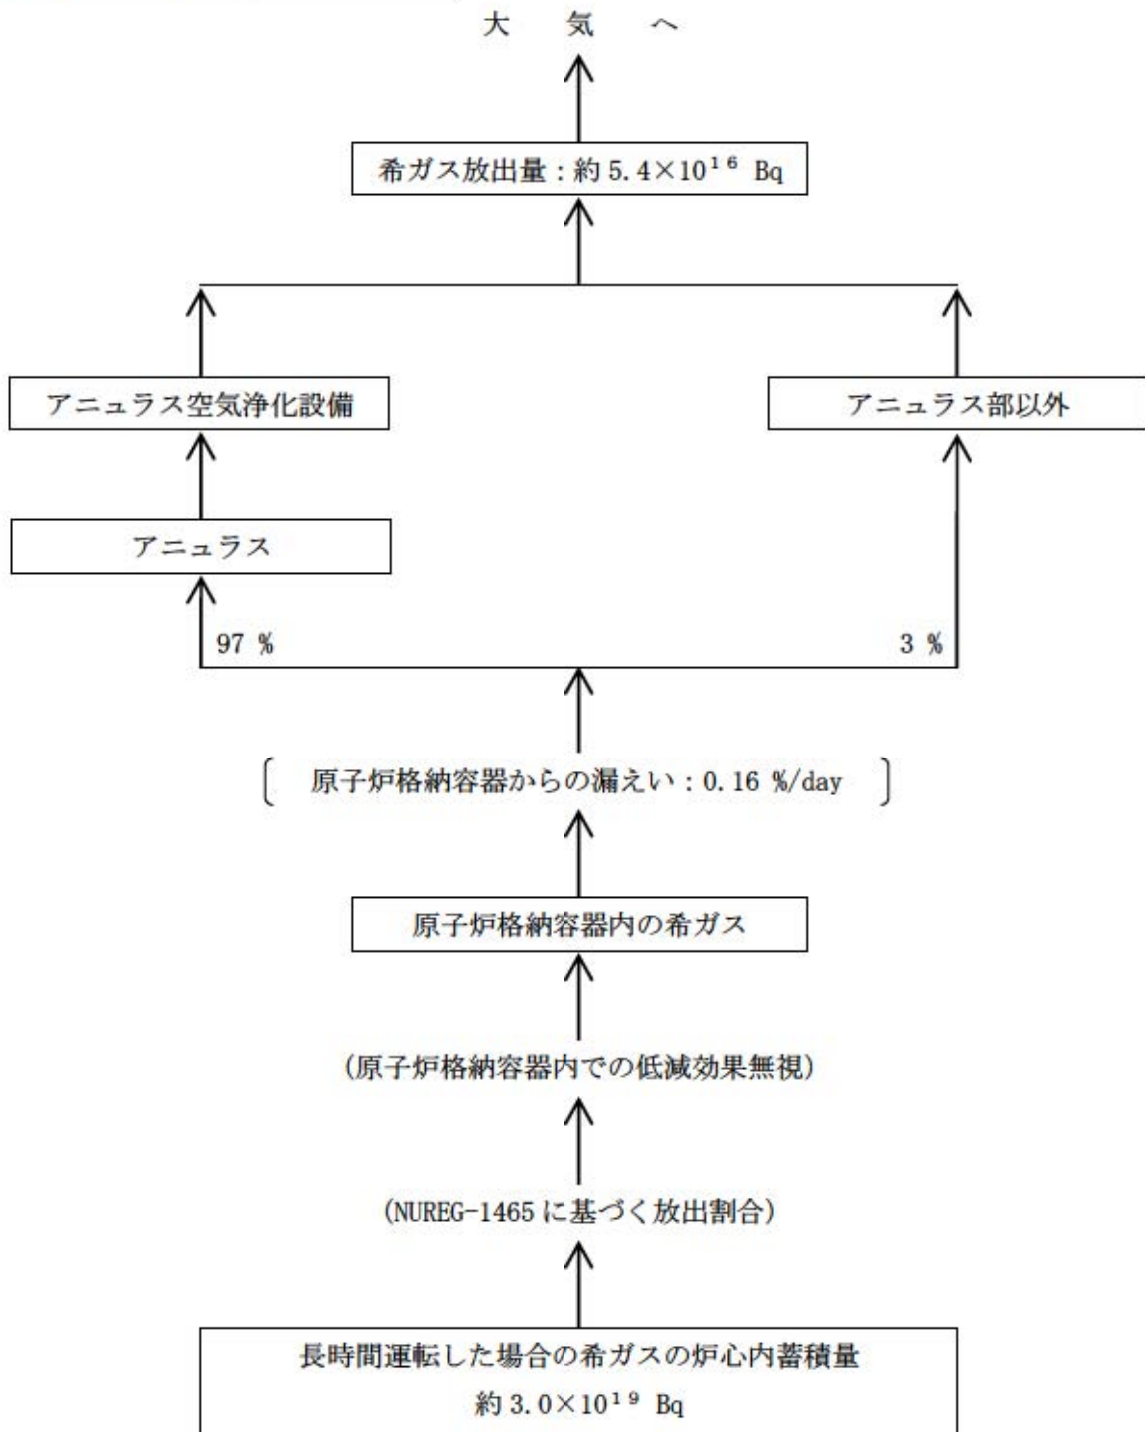 大 気 へ
希ガス放出量：約 5.4×10¹⁶ Bq
アニュラス空気浄化設備
アニュラス部以外
アニュラス
97 %
3 %
〔 原子炉格納容器からの漏えい：0.16 %/day 〕
原子炉格納容器内の希ガス
(原子炉格納容器内での低減効果無視)
(NUREG-1465 に基づく放出割合)
長時間運転した場合の希ガスの炉心内蓄積量
約 3.0×10¹⁹ Bq